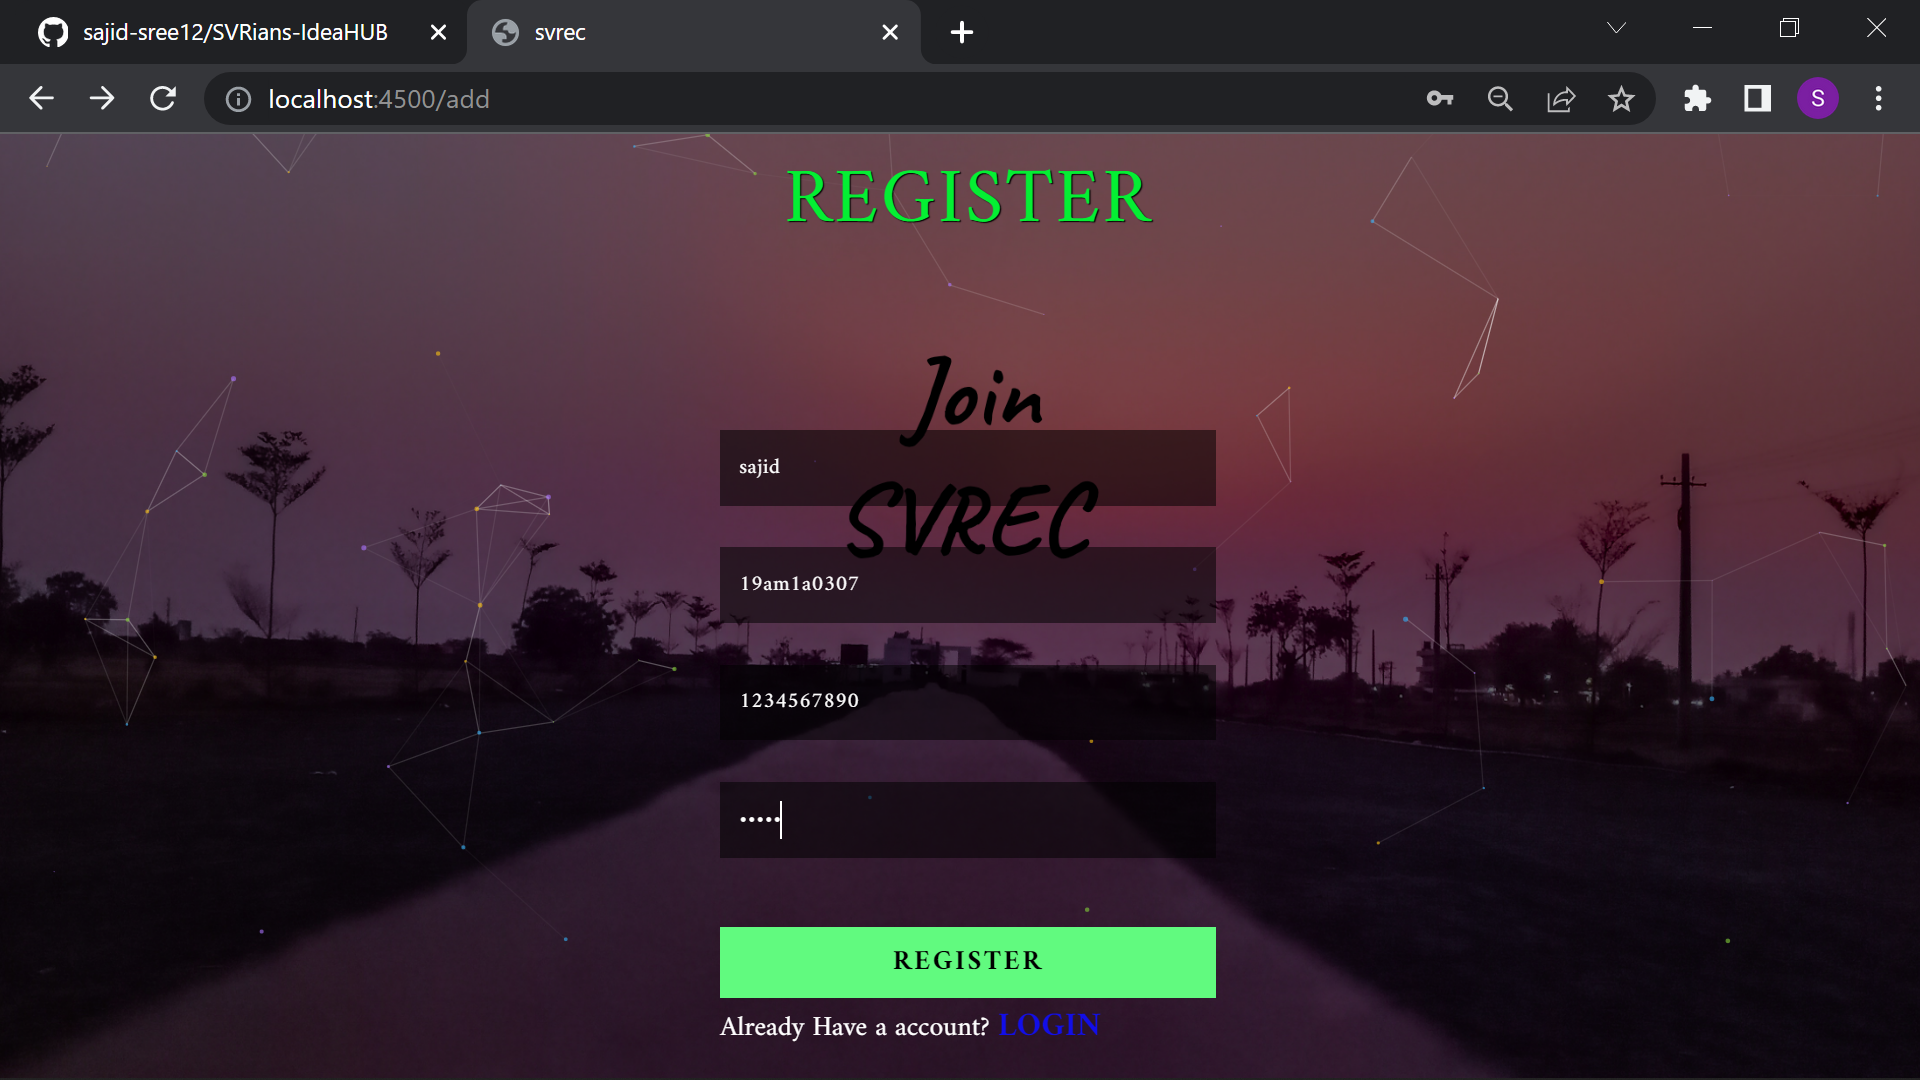 sajid-sree12/SVRians-IdeaHUB
svrec
localhost:4500/add
S
REGISTER
Join
SVREC
sajid
19am1a0307
1234567890
•••••
REGISTER
Already Have a account? LOGIN